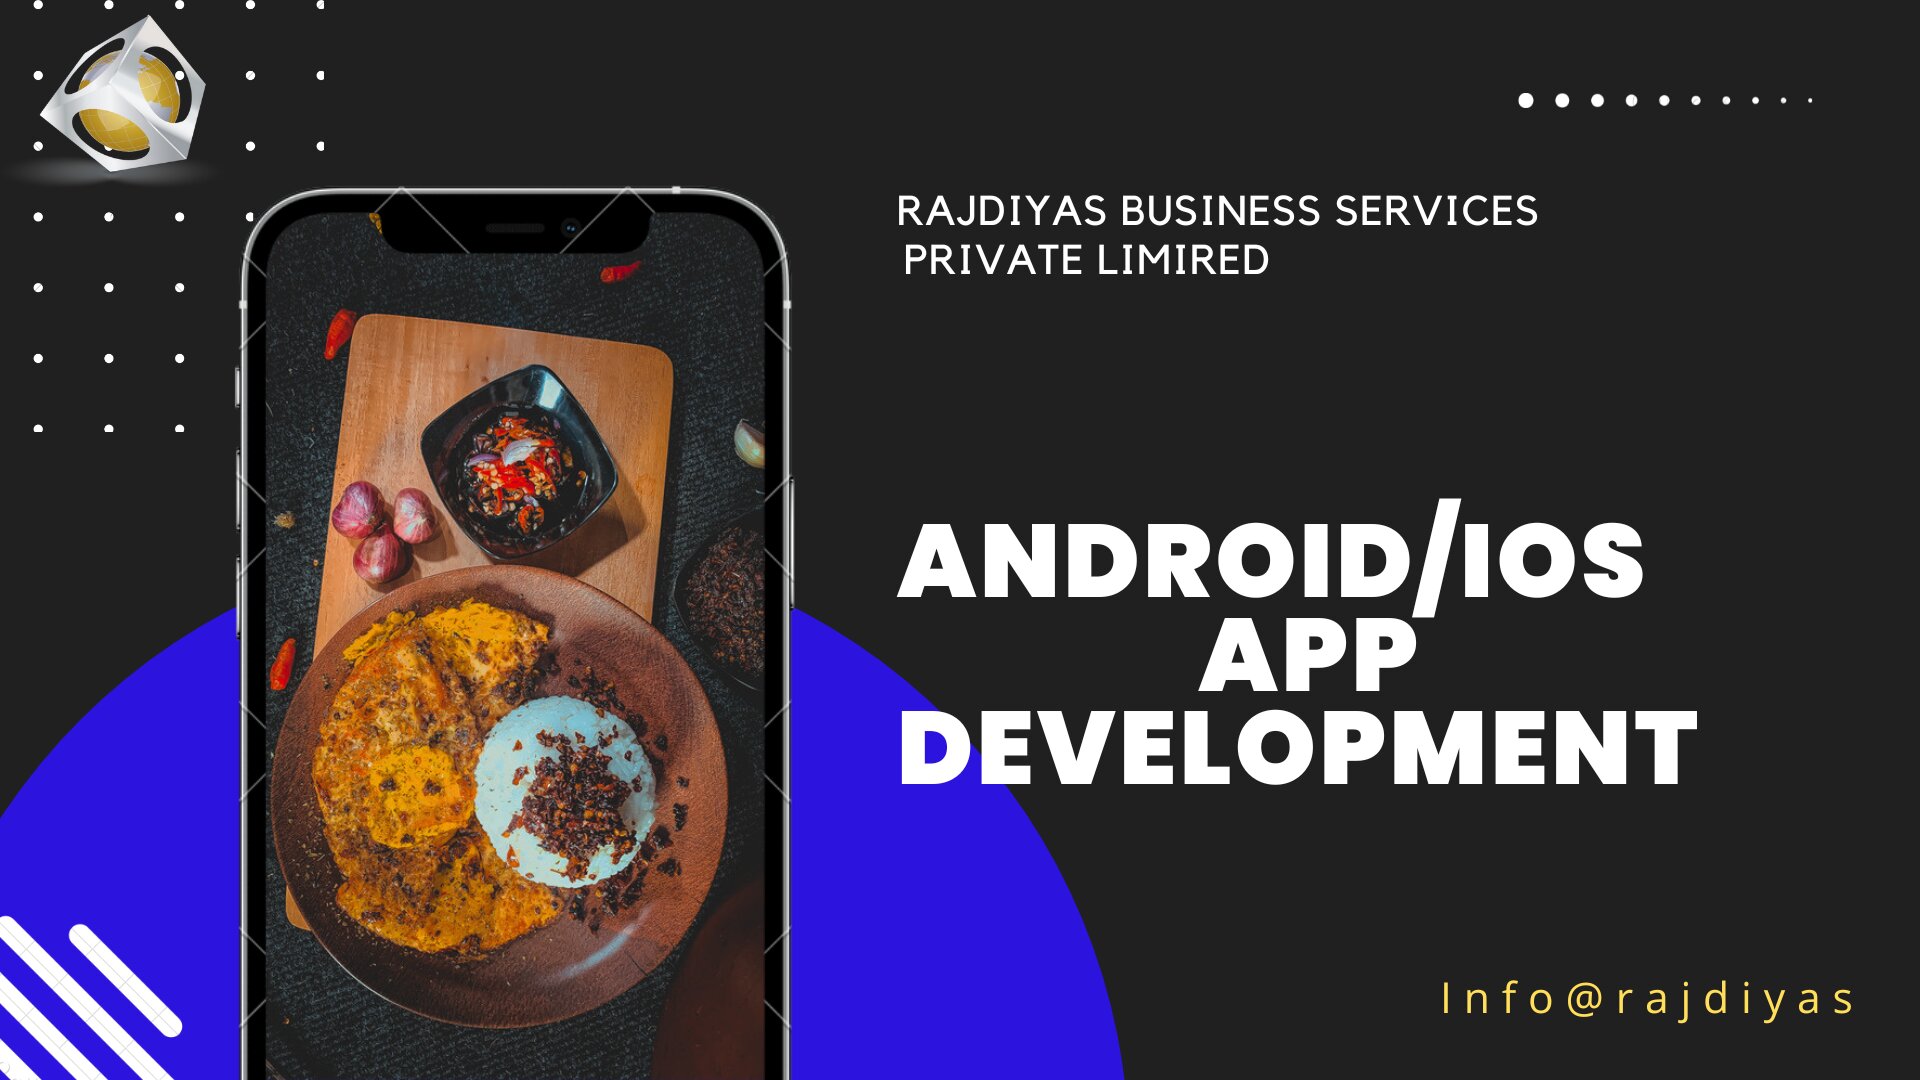 RAJDIYAS BUSINESS SERVICES
PRIVATE LIMIRED
ANDROID/IOS
APP
DEVELOPMENT
Info@rajdiyas